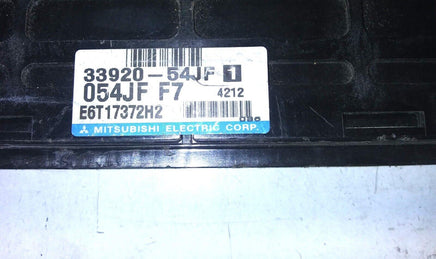 33920-54JF 1
054JF F7 4212
E6T17372H2
MITSUBISHI ELECTRIC CORP.